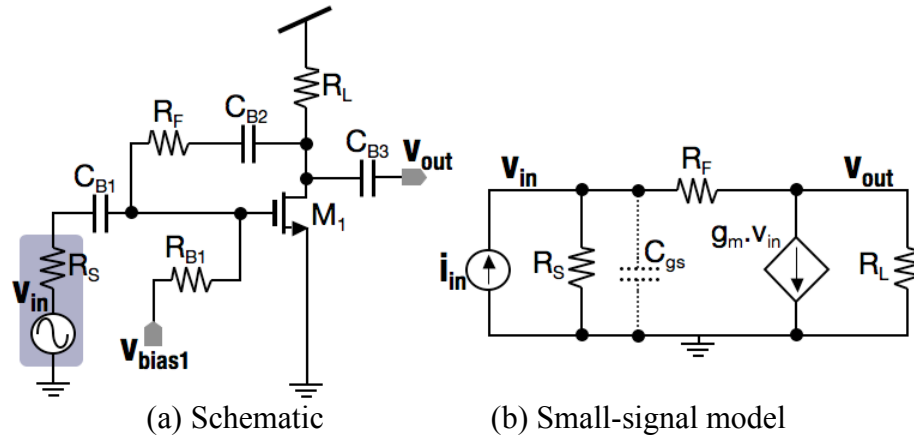 R_L
R_F
C_B2
C_B1
C_B3
v_out
M_1
R_S
R_B1
v_in
v_bias1
(a) Schematic
v_in
R_F
v_out
i_in
R_S
C_gs
g_m.v_in
R_L
(b) Small-signal model